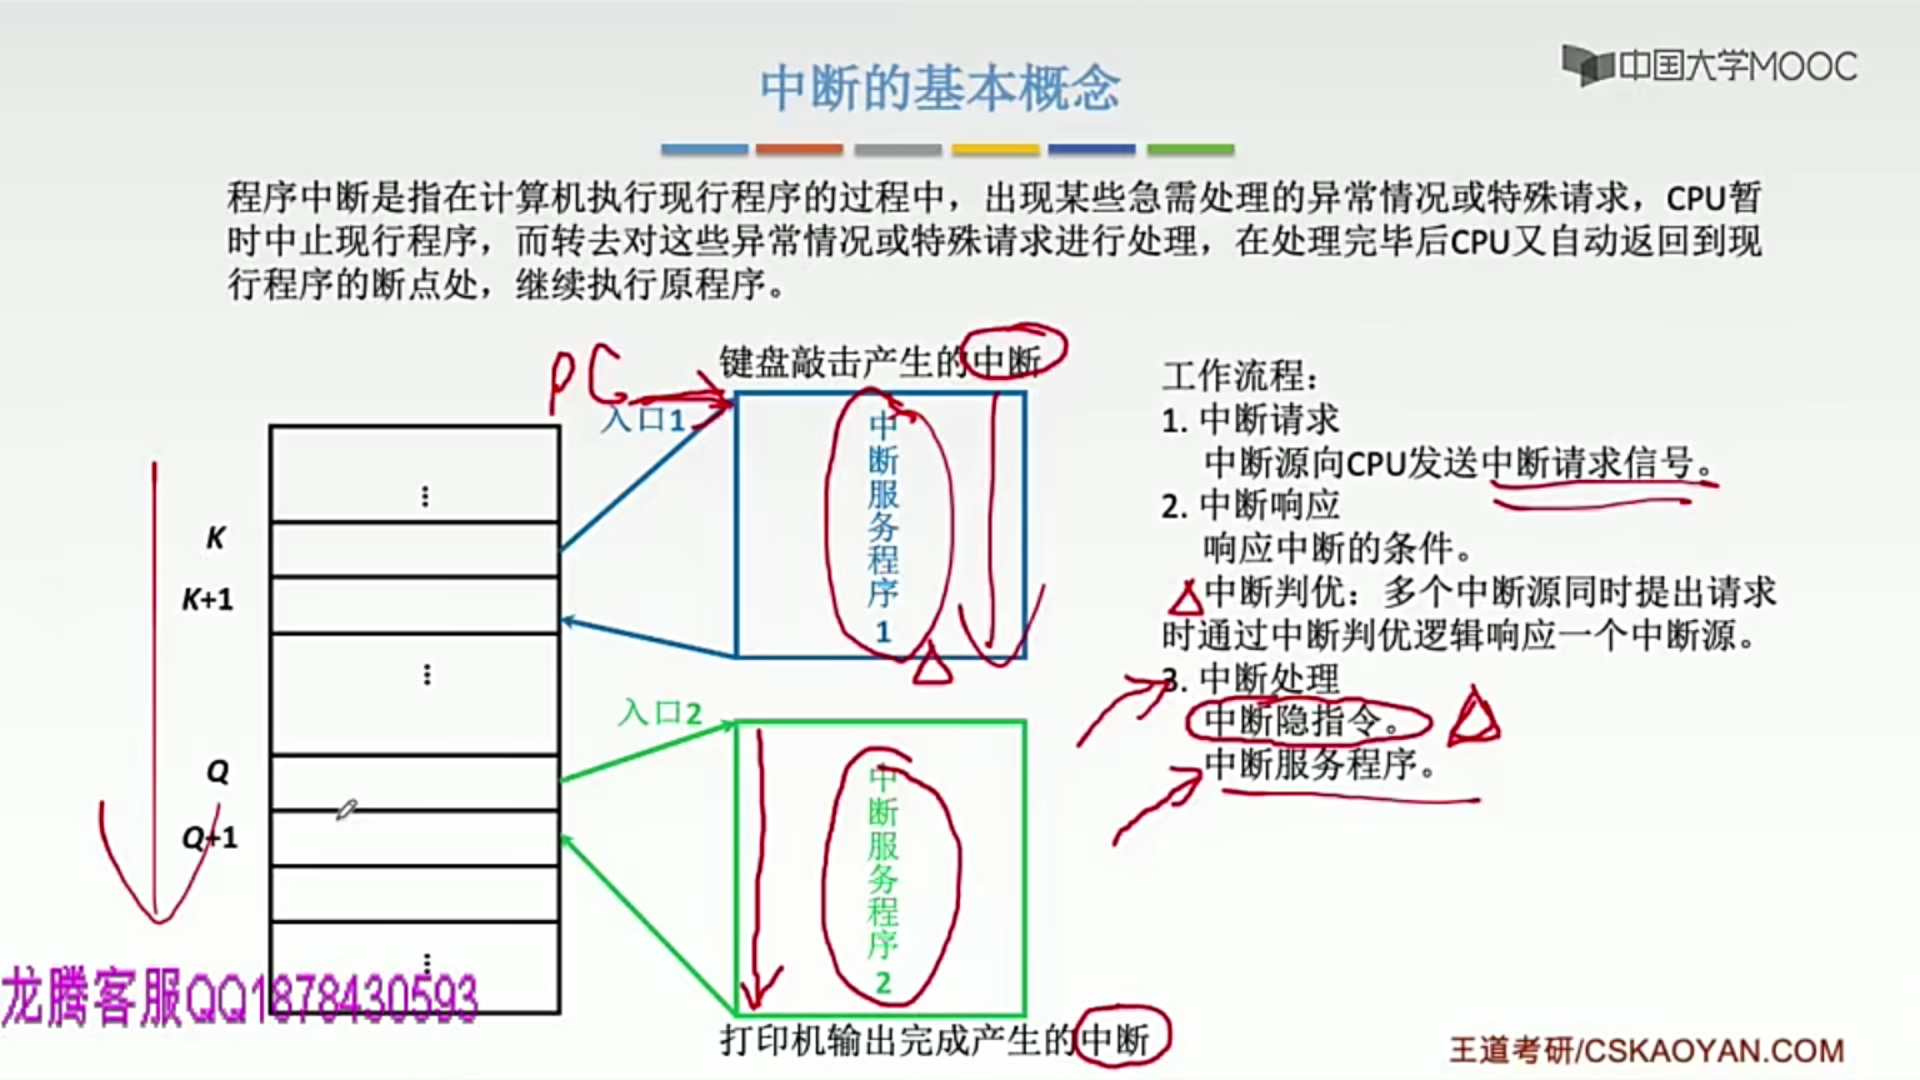 中国大学MOOC
中断的基本概念
程序中断是指在计算机执行现行程序的过程中，出现某些急需处理的异常情况或特殊请求，CPU暂
时中止现行程序，而转去对这些异常情况或特殊请求进行处理，在处理完毕后CPU又自动返回到现
行程序的断点处，继续执行原程序。
键盘敲击产生的中断
PC
入口1
⋮
K
K+1
⋮
Q
Q+1
⋮
中断服务程序1
入口2
中断服务程序2
打印机输出完成产生的中断
工作流程：
1. 中断请求
中断源向CPU发送中断请求信号。
2. 中断响应
响应中断的条件。
中断判优：多个中断源同时提出请求
时通过中断判优逻辑响应一个中断源。
3. 中断处理
中断隐指令。
中断服务程序。
龙腾客服QQ1878430593
王道考研/CSKAOYAN.COM